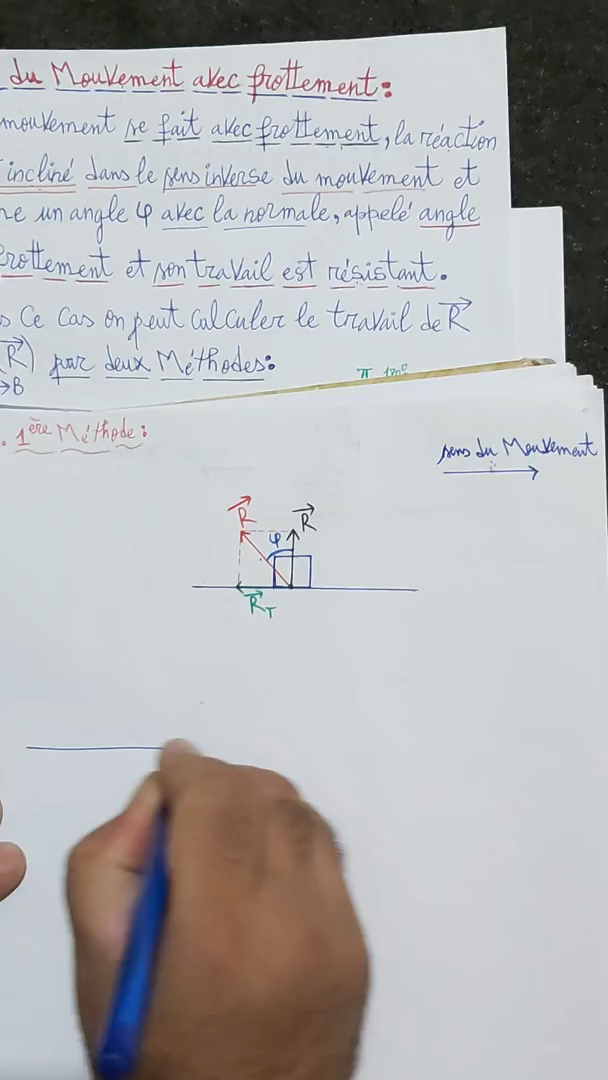 du Mouvement avec frottement:
mouvement se fait avec frottement, la réaction
incliné dans le sens inverse du mouvement et
un angle φ avec la normale, appelé angle
frottement et son travail est résistant.
ce cas on peut calculer le travail de R⃗
R⃗) par deux Méthodes:
→B
π 180°
1ère Méthode:
sens du Mouvement
R⃗
R⃗
φ
R⃗T